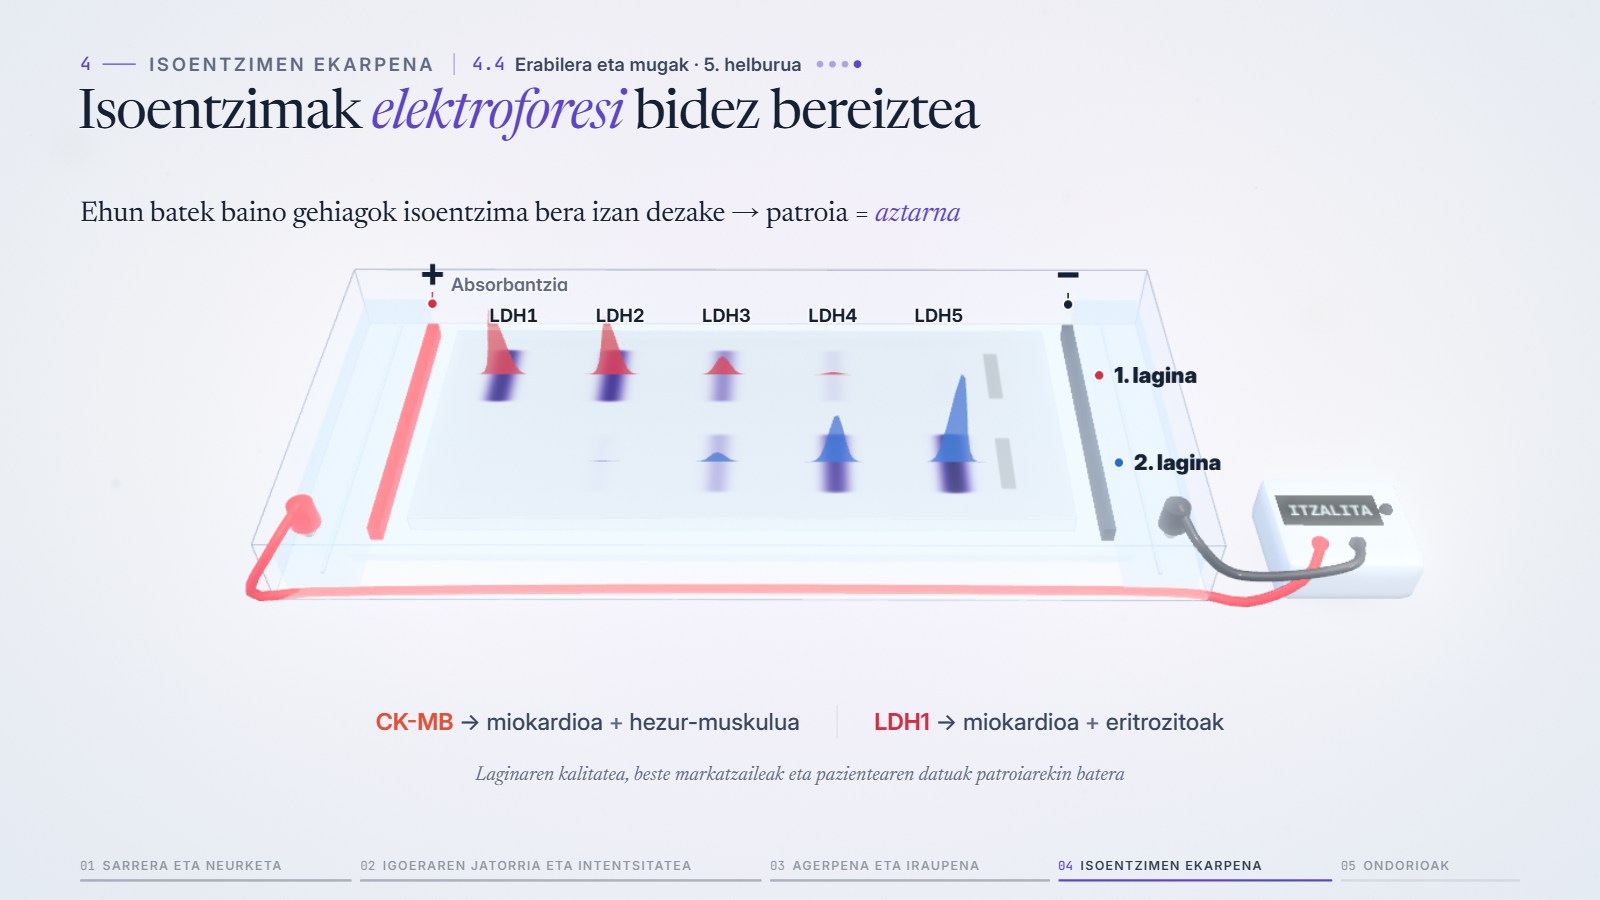 4 — ISOENTZIMEN EKARPENA | 4.4 Erabilera eta mugak · 5. helburua
Isoentzimak elektroforesi bidez bereiztea
Ehun batek baino gehiagok isoentzima bera izan dezake → patroia = aztarna
+ −
Absorbantzia
LDH1 LDH2 LDH3 LDH4 LDH5
1. lagina
2. lagina
ITZALITA
CK-MB → miokardioa + hezur-muskulua
LDH1 → miokardioa + eritrozitoak
Laginaren kalitatea, beste markatzaileak eta pazientearen datuak patroiarekin batera
01 SARRERA ETA NEURKETA 02 IGOERAREN JATORRIA ETA INTENTSITATEA 03 AGERPENA ETA IRAUPENA 04 ISOENTZIMEN EKARPENA 05 ONDORIOAK